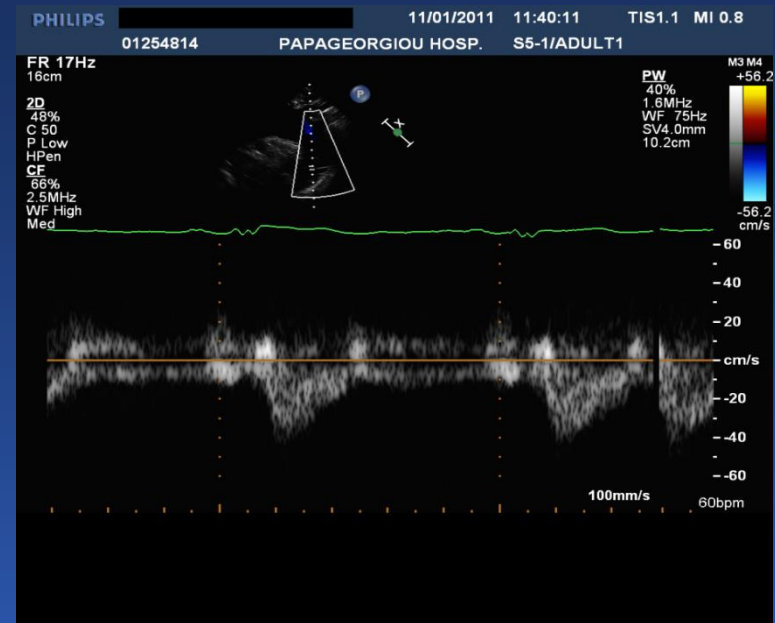 PHILIPS 11/01/2011 11:40:11 TIS1.1 MI 0.8
01254814 PAPAGEORGIOU HOSP. S5-1/ADULT1
FR 17Hz
16cm
2D
48%
C 50
P Low
HPen
CF
66%
2.5MHz
WF High
Med
P
X
PW
40%
1.6MHz
WF 75Hz
SV4.0mm
10.2cm
M3 M4
+56.2
-56.2
cm/s
60
40
20
cm/s
-20
-40
-60
100mm/s
60bpm